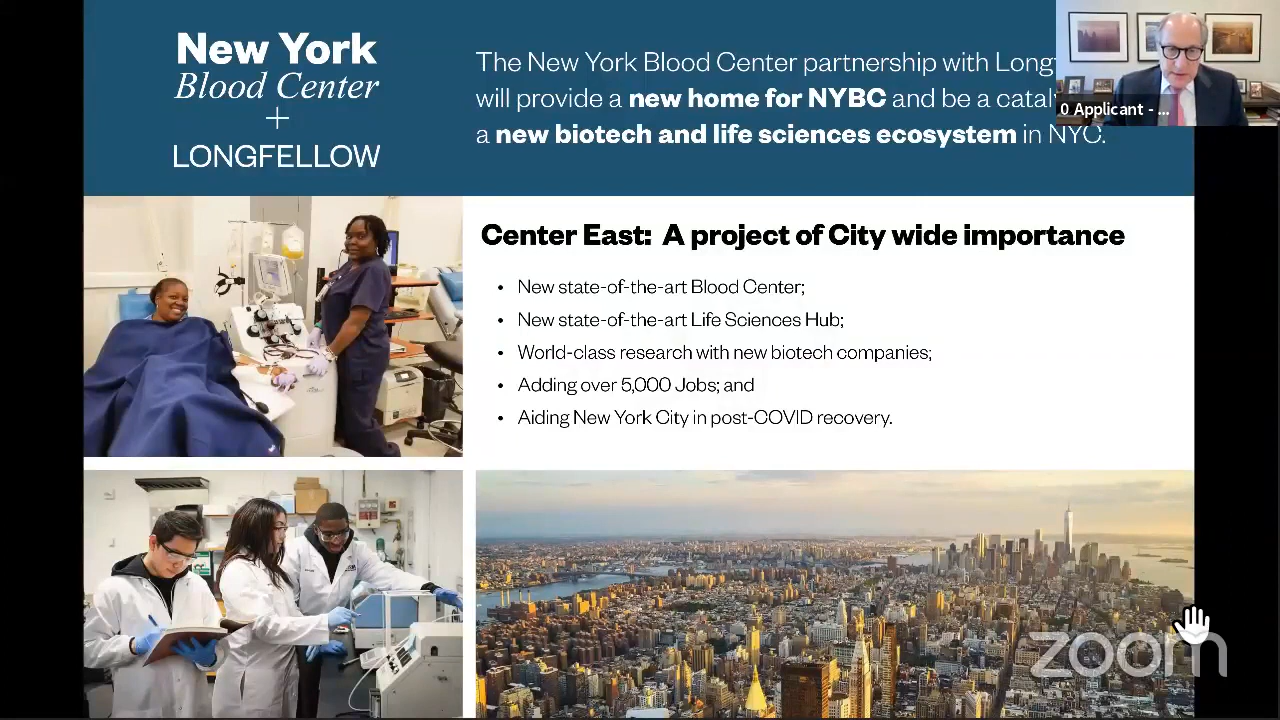 New York
Blood Center
+
LONGFELLOW
The New York Blood Center partnership with
will provide a new home for NYBC and be a
a new biotech and life sciences ecosystem in NYC.
0 Applicant - ...
Center East: A project of City wide importance
• New state-of-the-art Blood Center;
• New state-of-the-art Life Sciences Hub;
• World-class research with new biotech companies;
• Adding over 5,000 Jobs; and
• Aiding New York City in post-COVID recovery.
zoom